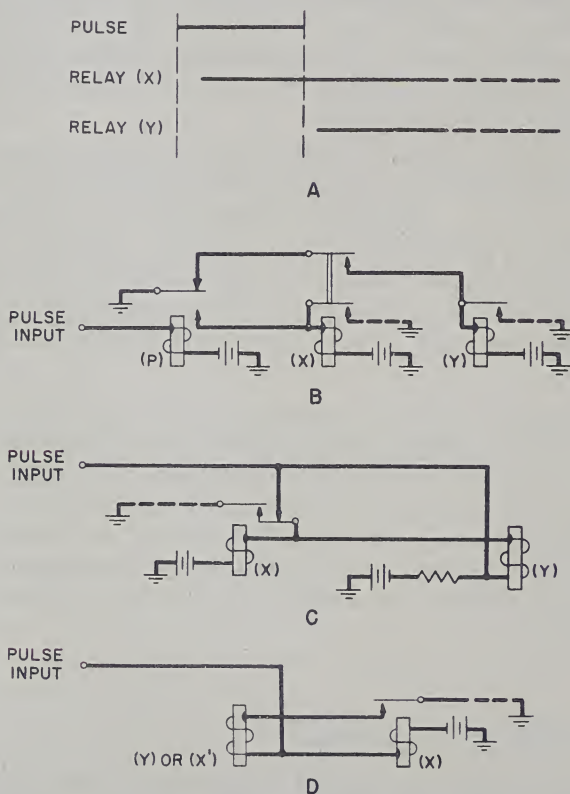 PULSE
RELAY (X)
RELAY (Y)
A
PULSE
INPUT
(P)
(X)
(Y)
B
PULSE
INPUT
(X)
(Y)
C
PULSE
INPUT
(Y) OR (X')
(X)
D